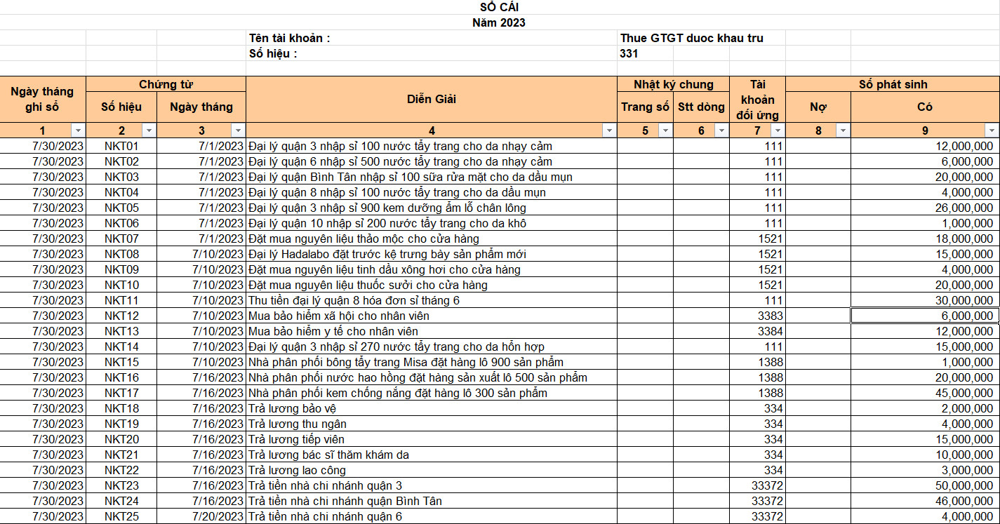 SỔ CÁI
Năm 2023
Tên tài khoản : Thue GTGT duoc khau tru
Số hiệu : 331
Ngày tháng ghi sổ Chứng từ Diễn Giải Nhật ký chung Tài khoản đối ứng Số phát sinh
Số hiệu Ngày tháng Trang số Stt dòng Nợ Có
1 2 3 4 5 6 7 8 9
7/30/2023 NKT01 7/1/2023 Đại lý quận 3 nhập sỉ 100 nước tẩy trang cho da nhạy cảm 111 12,000,000
7/30/2023 NKT02 7/1/2023 Đại lý quận 6 nhập sỉ 500 nước tẩy trang cho da nhạy cảm 111 6,000,000
7/30/2023 NKT03 7/1/2023 Đại lý quận Bình Tân nhập sỉ 100 sữa rửa mặt cho da dầu mụn 111 20,000,000
7/30/2023 NKT04 7/1/2023 Đại lý quận 8 nhập sỉ 100 nước tẩy trang cho da dầu mụn 111 4,000,000
7/30/2023 NKT05 7/1/2023 Đại lý quận 3 nhập sỉ 900 kem dưỡng ẩm lỗ chân lông 111 26,000,000
7/30/2023 NKT06 7/1/2023 Đại lý quận 10 nhập sỉ 200 nước tẩy trang cho da khô 111 1,000,000
7/30/2023 NKT07 7/1/2023 Đặt mua nguyên liệu thảo mộc cho cửa hàng 1521 18,000,000
7/30/2023 NKT08 7/10/2023 Đại lý Hadalabo đặt trước kệ trưng bày sản phẩm mới 1521 15,000,000
7/30/2023 NKT09 7/10/2023 Đặt mua nguyên liệu tinh dầu xông hơi cho cửa hàng 1521 4,000,000
7/30/2023 NKT10 7/10/2023 Đặt mua nguyên liệu thuốc sưởi cho cửa hàng 1521 20,000,000
7/30/2023 NKT11 7/10/2023 Thu tiền đại lý quận 8 hóa đơn sỉ tháng 6 111 30,000,000
7/30/2023 NKT12 7/10/2023 Mua bảo hiểm xã hội cho nhân viên 3383 6,000,000
7/30/2023 NKT13 7/10/2023 Mua bảo hiểm y tế cho nhân viên 3384 12,000,000
7/30/2023 NKT14 7/10/2023 Đại lý quận 3 nhập sỉ 270 nước tẩy trang cho da hổn hợp 111 15,000,000
7/30/2023 NKT15 7/10/2023 Nhà phân phối bông tẩy trang Misa đặt hàng lô 900 sản phẩm 1388 1,000,000
7/30/2023 NKT16 7/16/2023 Nhà phân phối nước hao hồng đặt hàng sản xuất lô 500 sản phẩm 1388 20,000,000
7/30/2023 NKT17 7/16/2023 Nhà phân phối kem chống nắng đặt hàng lô 300 sản phẩm 1388 45,000,000
7/30/2023 NKT18 7/16/2023 Trả lương bảo vệ 334 2,000,000
7/30/2023 NKT19 7/16/2023 Trả lương thu ngân 334 4,000,000
7/30/2023 NKT20 7/16/2023 Trả lương tiếp viên 334 15,000,000
7/30/2023 NKT21 7/16/2023 Trả lương bác sĩ thăm khám da 334 10,000,000
7/30/2023 NKT22 7/16/2023 Trả lương lao công 334 3,000,000
7/30/2023 NKT23 7/16/2023 Trả tiền nhà chi nhánh quận 3 33372 50,000,000
7/30/2023 NKT24 7/16/2023 Trả tiền nhà chi nhánh quận Bình Tân 33372 46,000,000
7/30/2023 NKT25 7/20/2023 Trả tiền nhà chi nhánh quận 6 33372 4,000,000